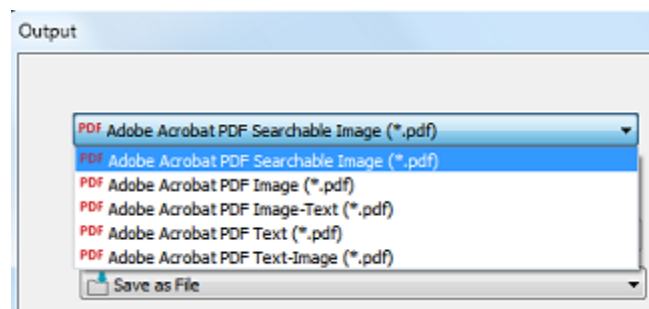 Output
PDF Adobe Acrobat PDF Searchable Image (*.pdf)
PDF Adobe Acrobat PDF Searchable Image (*.pdf)
PDF Adobe Acrobat PDF Image (*.pdf)
PDF Adobe Acrobat PDF Image-Text (*.pdf)
PDF Adobe Acrobat PDF Text (*.pdf)
PDF Adobe Acrobat PDF Text-Image (*.pdf)
Save as File